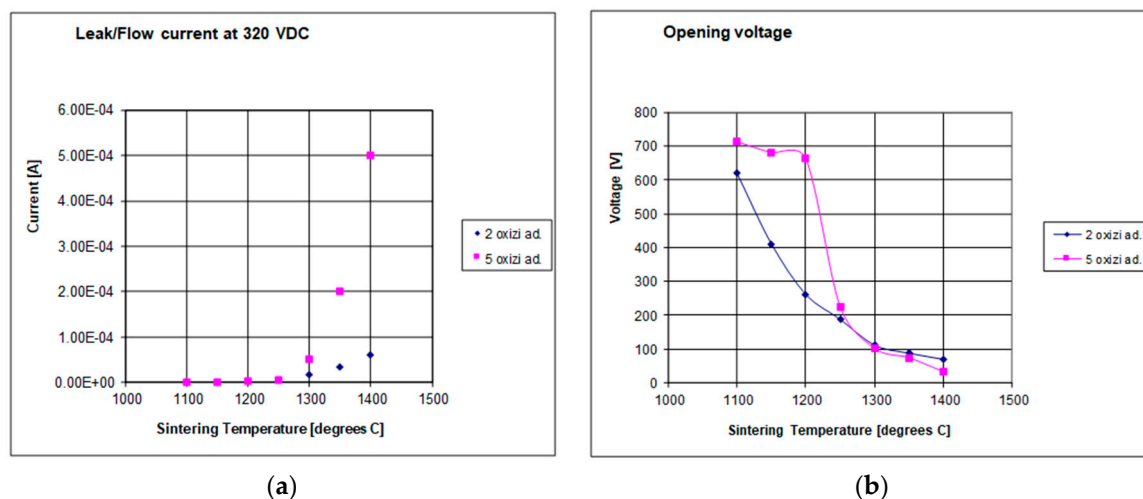 Leak/Flow current at 320 VDC
6.00E-04
5.00E-04
4.00E-04
3.00E-04
2.00E-04
1.00E-04
0.00E+00
Current [A]
1000 1100 1200 1300 1400 1500
Sintering Temperature [degrees C]
2 oxizi ad.
5 oxizi ad.
(a)
Opening voltage
800
700
600
500
400
300
200
100
0
Voltage [V]
1000 1100 1200 1300 1400 1500
Sintering Temperature [degrees C]
2 oxizi ad.
5 oxizi ad.
(b)